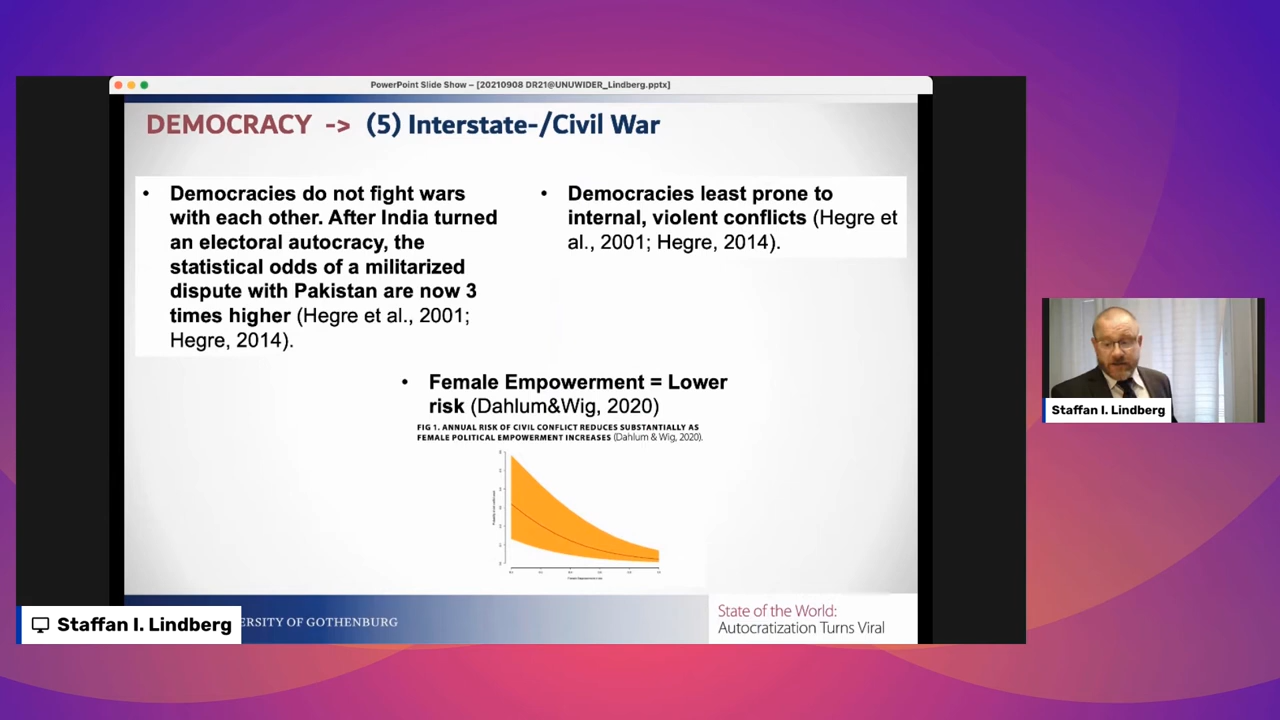 PowerPoint Slide Show – [20210908 DR21@UNUWIDER_Lindberg.pptx]
DEMOCRACY -> (5) Interstate-/Civil War
• Democracies do not fight wars
with each other. After India turned
an electoral autocracy, the
statistical odds of a militarized
dispute with Pakistan are now 3
times higher (Hegre et al., 2001;
Hegre, 2014).
• Democracies least prone to
internal, violent conflicts (Hegre et
al., 2001; Hegre, 2014).
• Female Empowerment = Lower
risk (Dahlum&Wig, 2020)
FIG 1. ANNUAL RISK OF CIVIL CONFLICT REDUCES SUBSTANTIALLY AS
FEMALE POLITICAL EMPOWERMENT INCREASES (Dahlum & Wig, 2020).
Staffan I. Lindberg
ERSITY OF GOTHENBURG
State of the World:
Autocratization Turns Viral
Staffan I. Lindberg